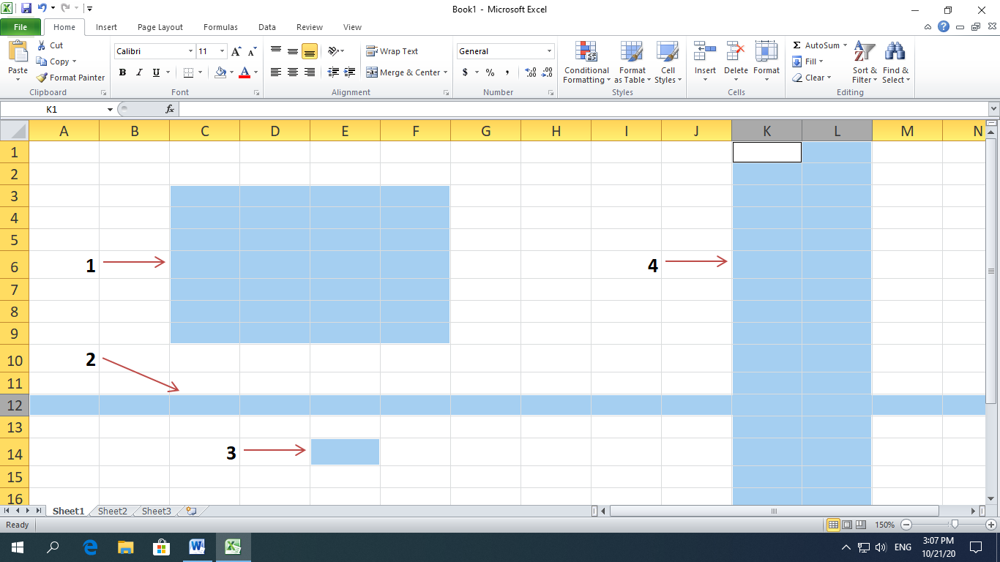 Book1 - Microsoft Excel
File Home Insert Page Layout Formulas Data Review View
Paste
Cut
Copy
Format Painter
Clipboard
Calibri 11
B I U
Font
Wrap Text
Merge & Center
Alignment
General
$ % ,
Number
Conditional Formatting
Format as Table
Cell Styles
Styles
Insert Delete Format
Cells
AutoSum
Fill
Clear
Sort & Filter
Find & Select
Editing
K1 fx
A B C D E F G H I J K L M N
1
2
3
4
5
6 1 4
7
8
9
10 2
11
12
13
14 3
15
16
Sheet1 Sheet2 Sheet3
Ready 150%
ENG 3:07 PM
10/21/20